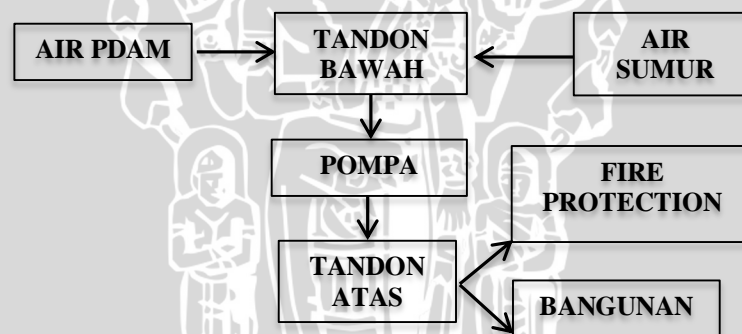 AIR PDAM
TANDON
BAWAH
AIR
SUMUR
POMPA
FIRE
PROTECTION
TANDON
ATAS
BANGUNAN